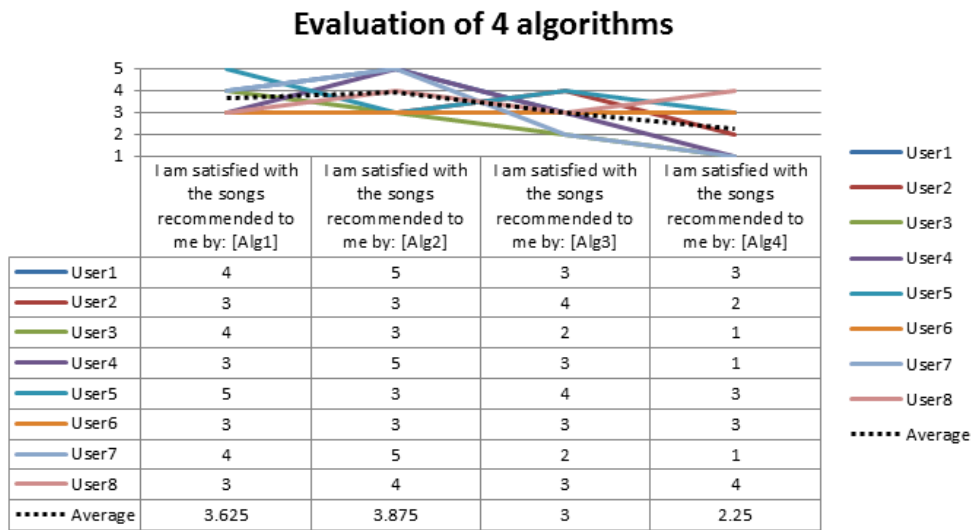 Evaluation of 4 algorithms
5
4
3
2
1
I am satisfied with the songs recommended to me by: [Alg1]
I am satisfied with the songs recommended to me by: [Alg2]
I am satisfied with the songs recommended to me by: [Alg3]
I am satisfied with the songs recommended to me by: [Alg4]
User1 4 5 3 3
User2 3 3 4 2
User3 4 3 2 1
User4 3 5 3 1
User5 5 3 4 3
User6 3 3 3 3
User7 4 5 2 1
User8 3 4 3 4
Average 3.625 3.875 3 2.25
User1
User2
User3
User4
User5
User6
User7
User8
Average